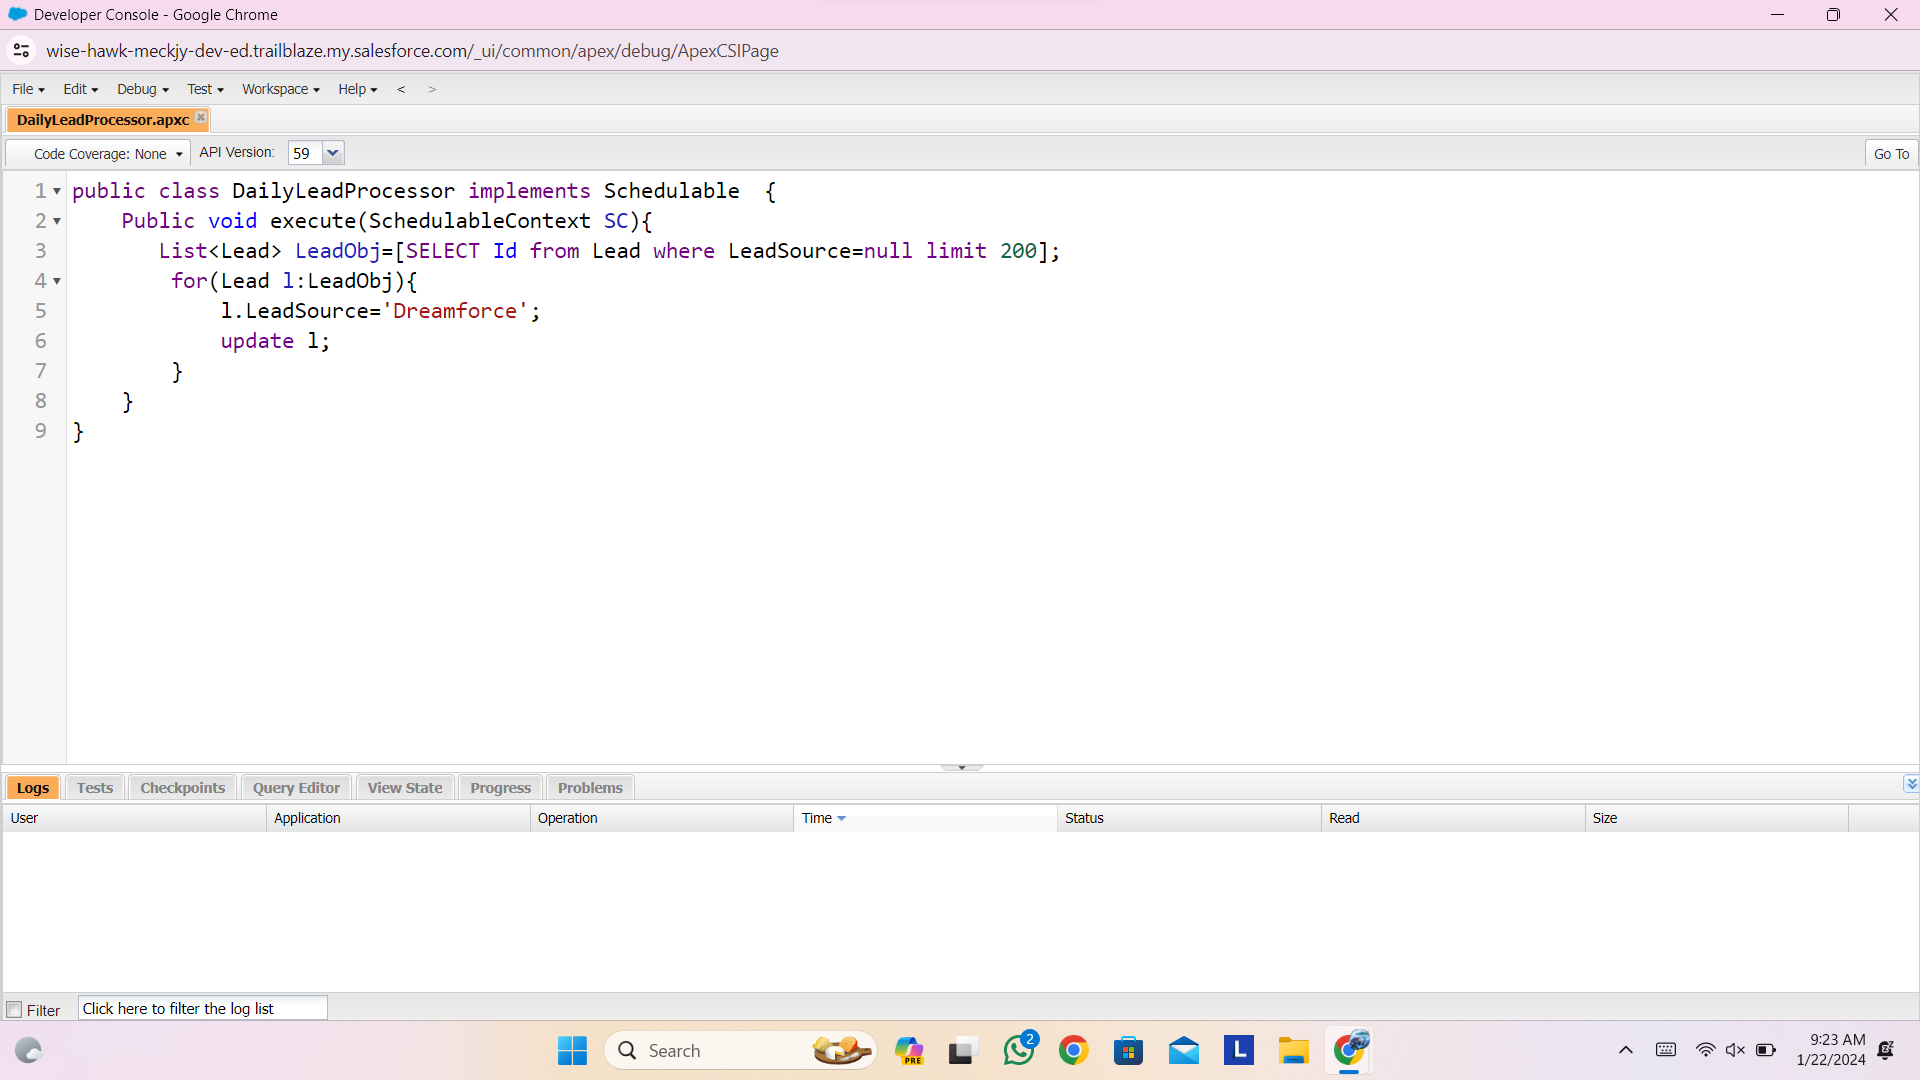 Developer Console - Google Chrome
wise-hawk-meckjy-dev-ed.trailblaze.my.salesforce.com/_ui/common/apex/debug/ApexCSIPage
File Edit Debug Test Workspace Help < >
DailyLeadProcessor.apxc
Code Coverage: None API Version: 59 Go To
1 public class DailyLeadProcessor implements Schedulable  {
2 Public void execute(SchedulableContext SC){
3 List<Lead> LeadObj=[SELECT Id from Lead where LeadSource=null limit 200];
4 for(Lead l:LeadObj){
5 l.LeadSource='Dreamforce';
6 update l;
7 }
8 }
9 }
Logs Tests Checkpoints Query Editor View State Progress Problems
User Application Operation Time Status Read Size
Filter Click here to filter the log list
Search PRE 2 L 9:23 AM
1/22/2024